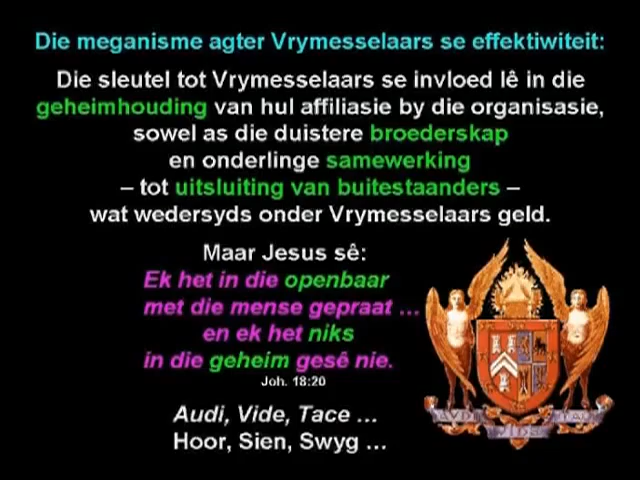 Die meganisme agter Vrymesselaars se effektiwiteit:
Die sleutel tot Vrymesselaars se invloed lê in die
geheimhouding van hul affiliasie by die organisasie,
sowel as die duistere broederskap
en onderlinge samewerking
– tot uitsluiting van buitestaanders –
wat wedersyds onder Vrymesselaars geld.
Maar Jesus sê:
Ek het in die openbaar
met die mense gepraat ...
en ek het niks
in die geheim gesê nie.
Joh. 18:20
Audi, Vide, Tace ...
Hoor, Sien, Swyg ...